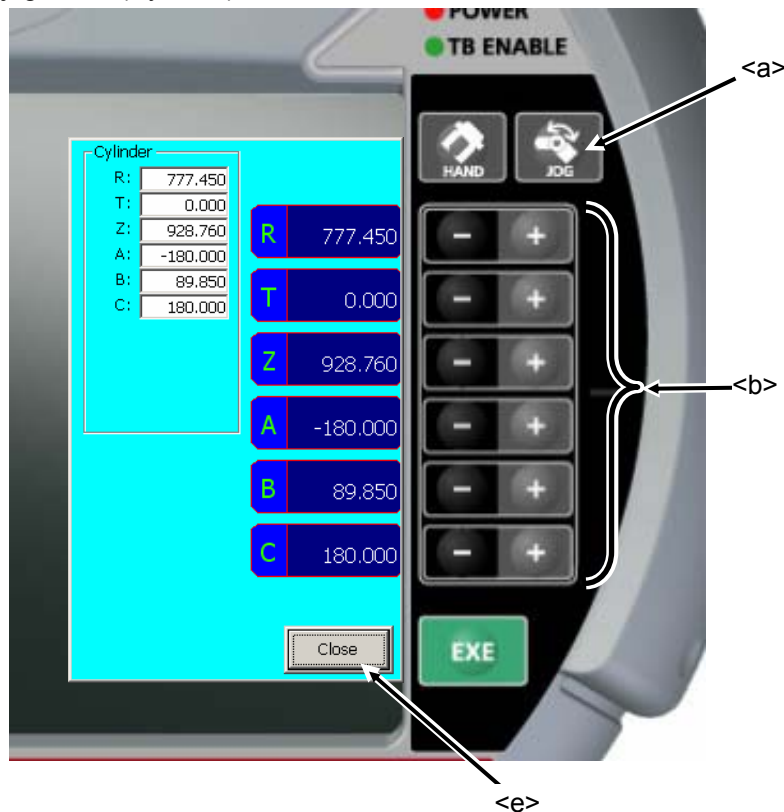 POWER
TB ENABLE
<a>
HAND
JOG
Cylinder
R: 777.450
T: 0.000
Z: 928.760
A: -180.000
B: 89.850
C: 180.000
R 777.450
- +
T 0.000
- +
Z 928.760
- +
<b>
A -180.000
- +
B 89.850
- +
C 180.000
- +
Close
EXE
<e>